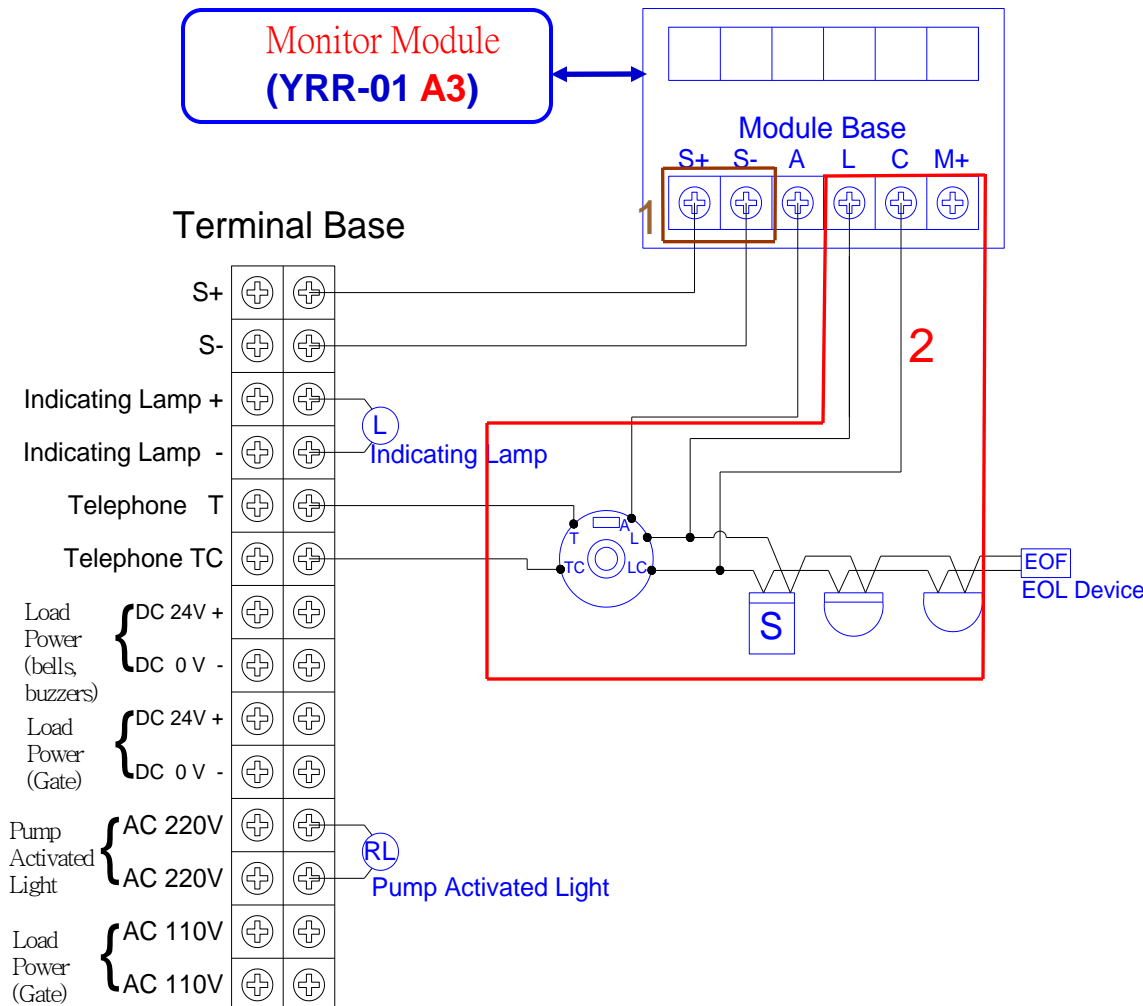 Monitor Module
(YRR-01 A3)
Module Base
S+ S- A L C M+
1
Terminal Base
S+
S-
2
Indicating Lamp +
L
Indicating Lamp -
Indicating Lamp
Telephone T
T A L
Telephone TC
TC LC
EOF
EOL Device
S
Load
Power
(bells,
buzzers)
DC 24V +
DC 0 V -
Load
Power
(Gate)
DC 24V +
DC 0 V -
Pump
Activated
Light
AC 220V
AC 220V
RL
Pump Activated Light
Load
Power
(Gate)
AC 110V
AC 110V